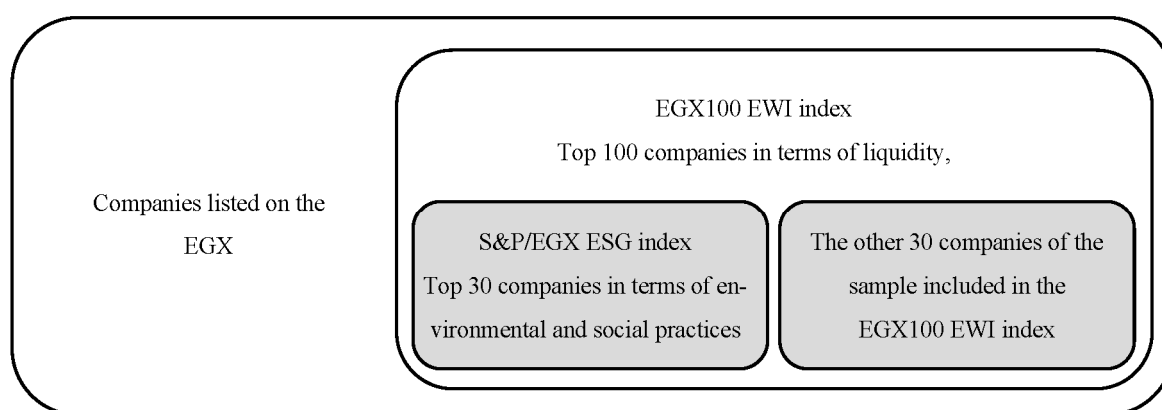 EGX100 EWI index
Top 100 companies in terms of liquidity,
Companies listed on the
EGX
S&P/EGX ESG index
Top 30 companies in terms of en-
vironmental and social practices
The other 30 companies of the
sample included in the
EGX100 EWI index